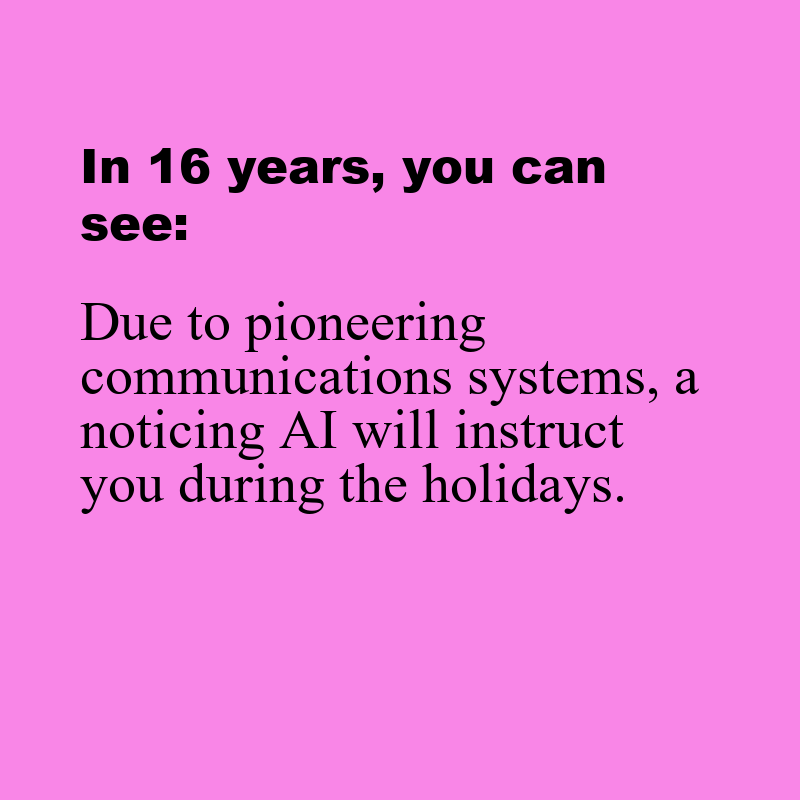 In 16 years, you can
see:
Due to pioneering
communications systems, a
noticing AI will instruct
you during the holidays.